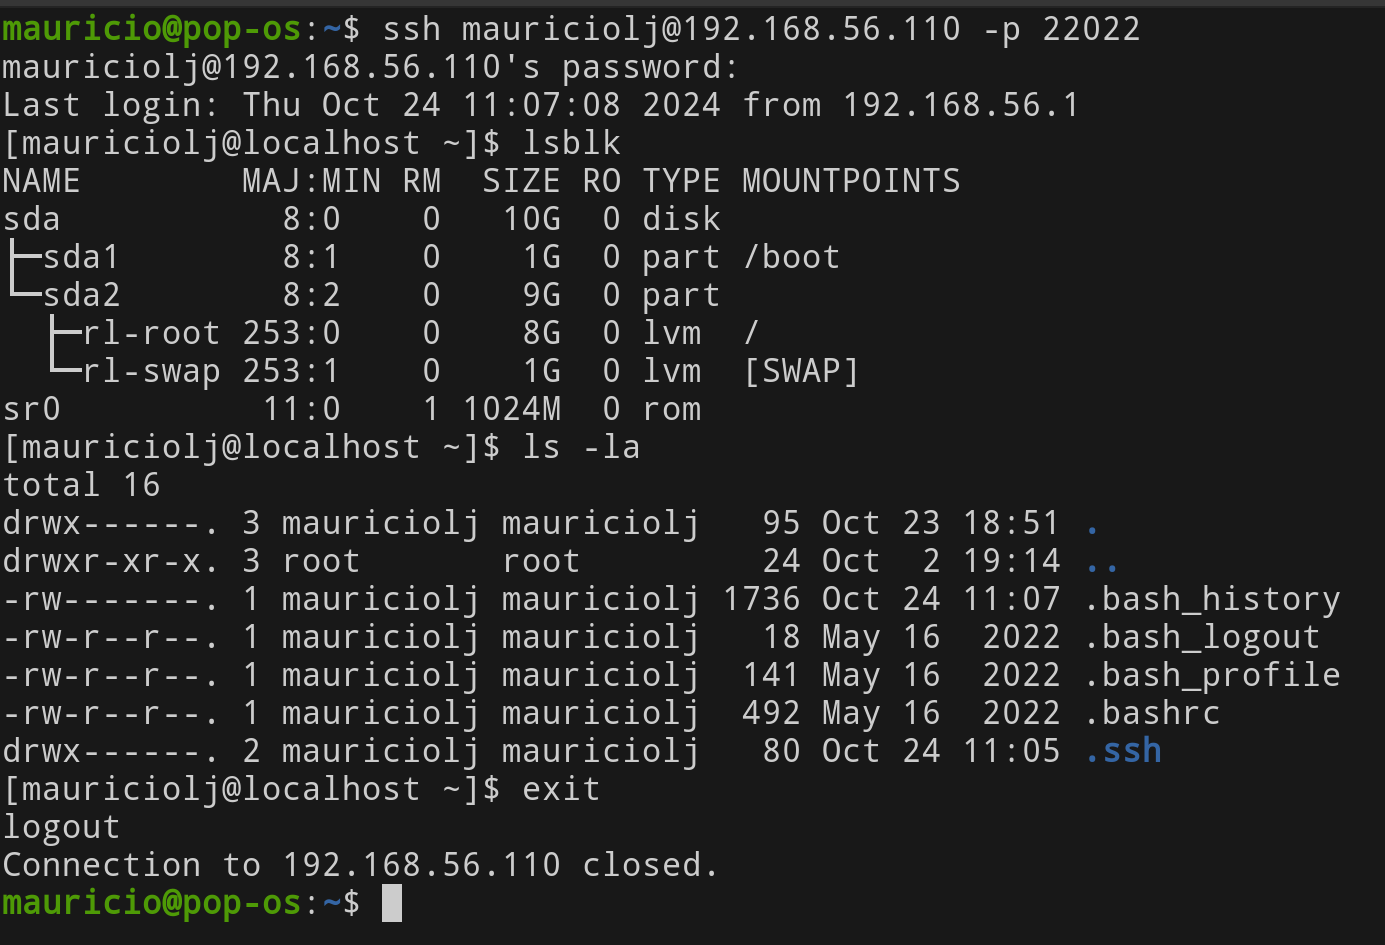 mauricio@pop-os:~$ ssh mauriciolj@192.168.56.110 -p 22022
mauriciolj@192.168.56.110's password:
Last login: Thu Oct 24 11:07:08 2024 from 192.168.56.1
[mauriciolj@localhost ~]$ lsblk
NAME        MAJ:MIN RM  SIZE RO TYPE MOUNTPOINTS
sda           8:0    0   10G  0 disk
├─sda1        8:1    0    1G  0 part /boot
└─sda2        8:2    0    9G  0 part
  ├─rl-root 253:0    0    8G  0 lvm  /
  └─rl-swap 253:1    0    1G  0 lvm  [SWAP]
sr0          11:0    1 1024M  0 rom
[mauriciolj@localhost ~]$ ls -la
total 16
drwx------. 3 mauriciolj mauriciolj   95 Oct 23 18:51 .
drwxr-xr-x. 3 root       root         24 Oct  2 19:14 ..
-rw-------. 1 mauriciolj mauriciolj 1736 Oct 24 11:07 .bash_history
-rw-r--r--. 1 mauriciolj mauriciolj   18 May 16  2022 .bash_logout
-rw-r--r--. 1 mauriciolj mauriciolj  141 May 16  2022 .bash_profile
-rw-r--r--. 1 mauriciolj mauriciolj  492 May 16  2022 .bashrc
drwx------. 2 mauriciolj mauriciolj   80 Oct 24 11:05 .ssh
[mauriciolj@localhost ~]$ exit
logout
Connection to 192.168.56.110 closed.
mauricio@pop-os:~$